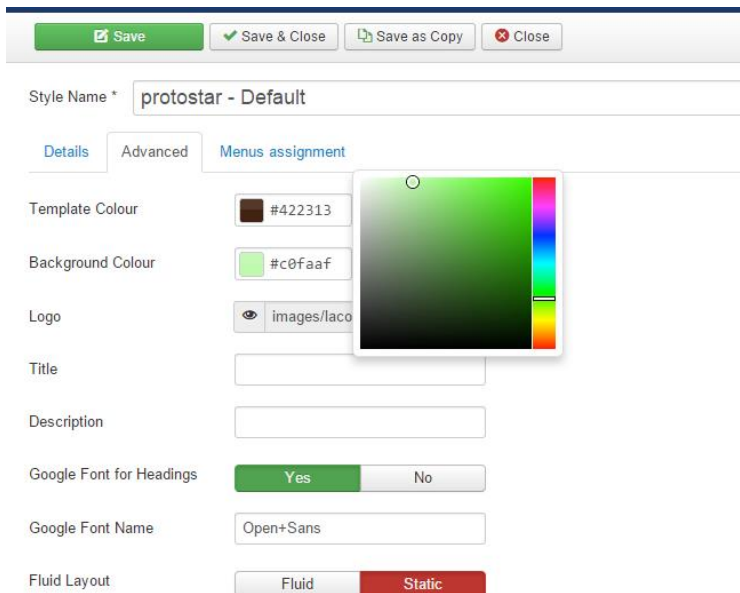 Save Save & Close Save as Copy Close
Style Name * protostar - Default
Details Advanced Menus assignment
Template Colour #422313
Background Colour #c0faaf
Logo images/laco
Title
Description
Google Font for Headings Yes No
Google Font Name Open+Sans
Fluid Layout Fluid Static